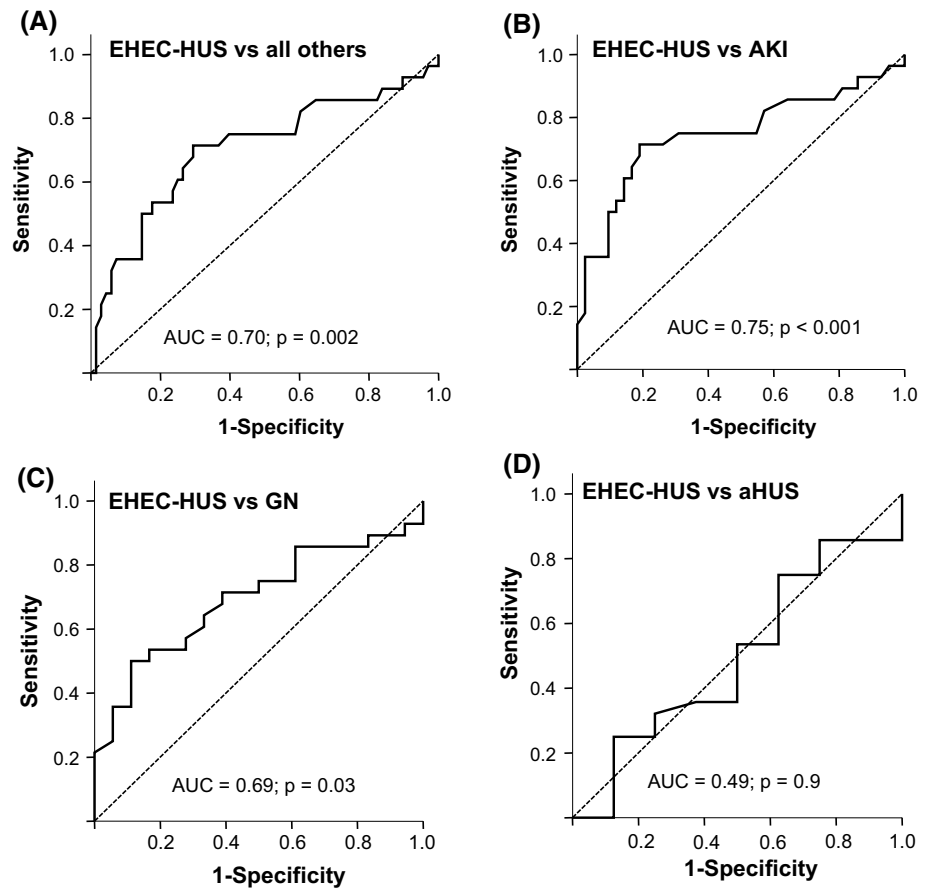 (A)
EHEC-HUS vs all others
1.0
0.8
0.6
0.4
0.2
Sensitivity
AUC = 0.70; p = 0.002
0.2 0.4 0.6 0.8 1.0
1-Specificity
(B)
EHEC-HUS vs AKI
1.0
0.8
0.6
0.4
0.2
Sensitivity
AUC = 0.75; p < 0.001
0.2 0.4 0.6 0.8 1.0
1-Specificity
(C)
EHEC-HUS vs GN
1.0
0.8
0.6
0.4
0.2
Sensitivity
AUC = 0.69; p = 0.03
0.2 0.4 0.6 0.8 1.0
1-Specificity
(D)
EHEC-HUS vs aHUS
1.0
0.8
0.6
0.4
0.2
Sensitivity
AUC = 0.49; p = 0.9
0.2 0.4 0.6 0.8 1.0
1-Specificity